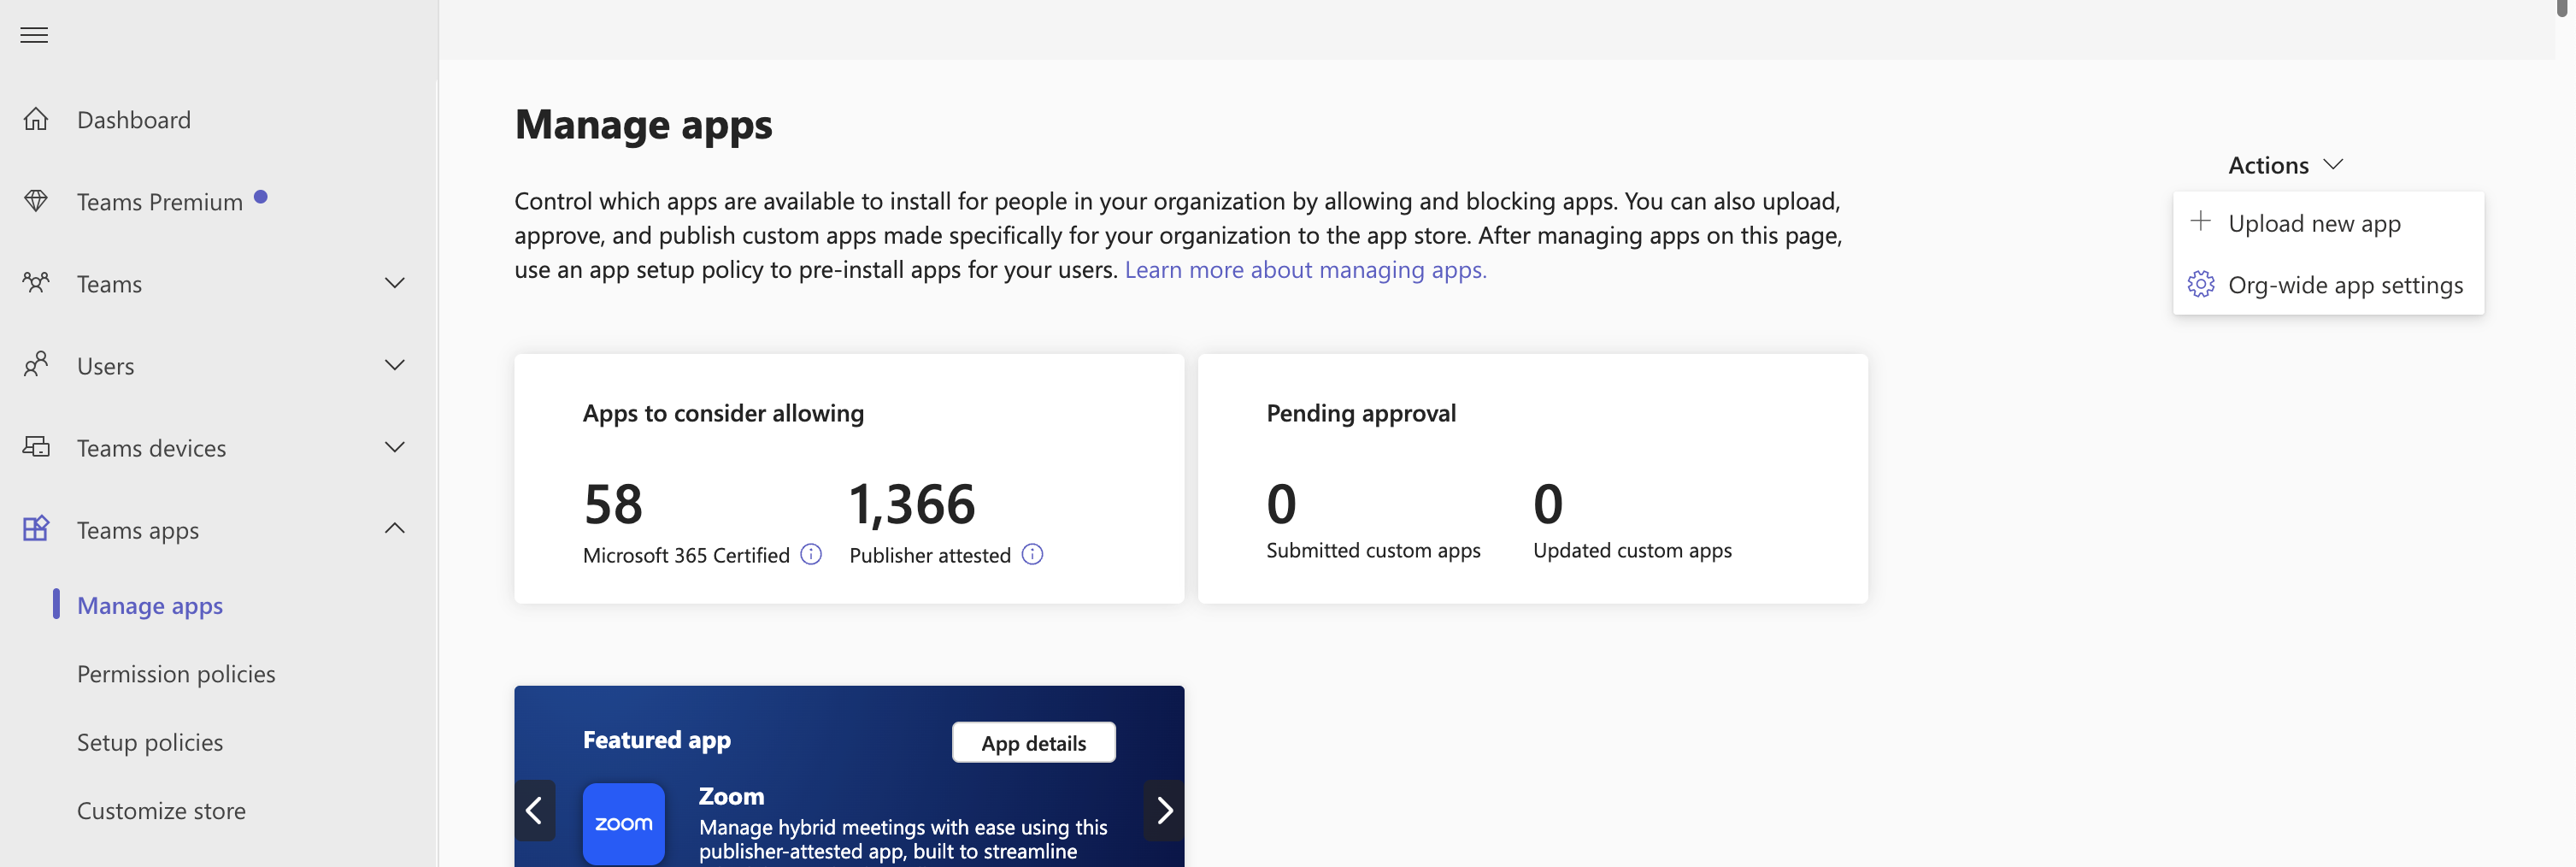 Dashboard
Teams Premium
Teams
Users
Teams devices
Teams apps
Manage apps
Permission policies
Setup policies
Customize store
Manage apps
Control which apps are available to install for people in your organization by allowing and blocking apps. You can also upload,
approve, and publish custom apps made specifically for your organization to the app store. After managing apps on this page,
use an app setup policy to pre-install apps for your users. Learn more about managing apps.
Actions
Upload new app
Org-wide app settings
Apps to consider allowing
58 1,366
Microsoft 365 Certified Publisher attested
Pending approval
0 0
Submitted custom apps Updated custom apps
Featured app
App details
zoom
Zoom
Manage hybrid meetings with ease using this
publisher-attested app, built to streamline